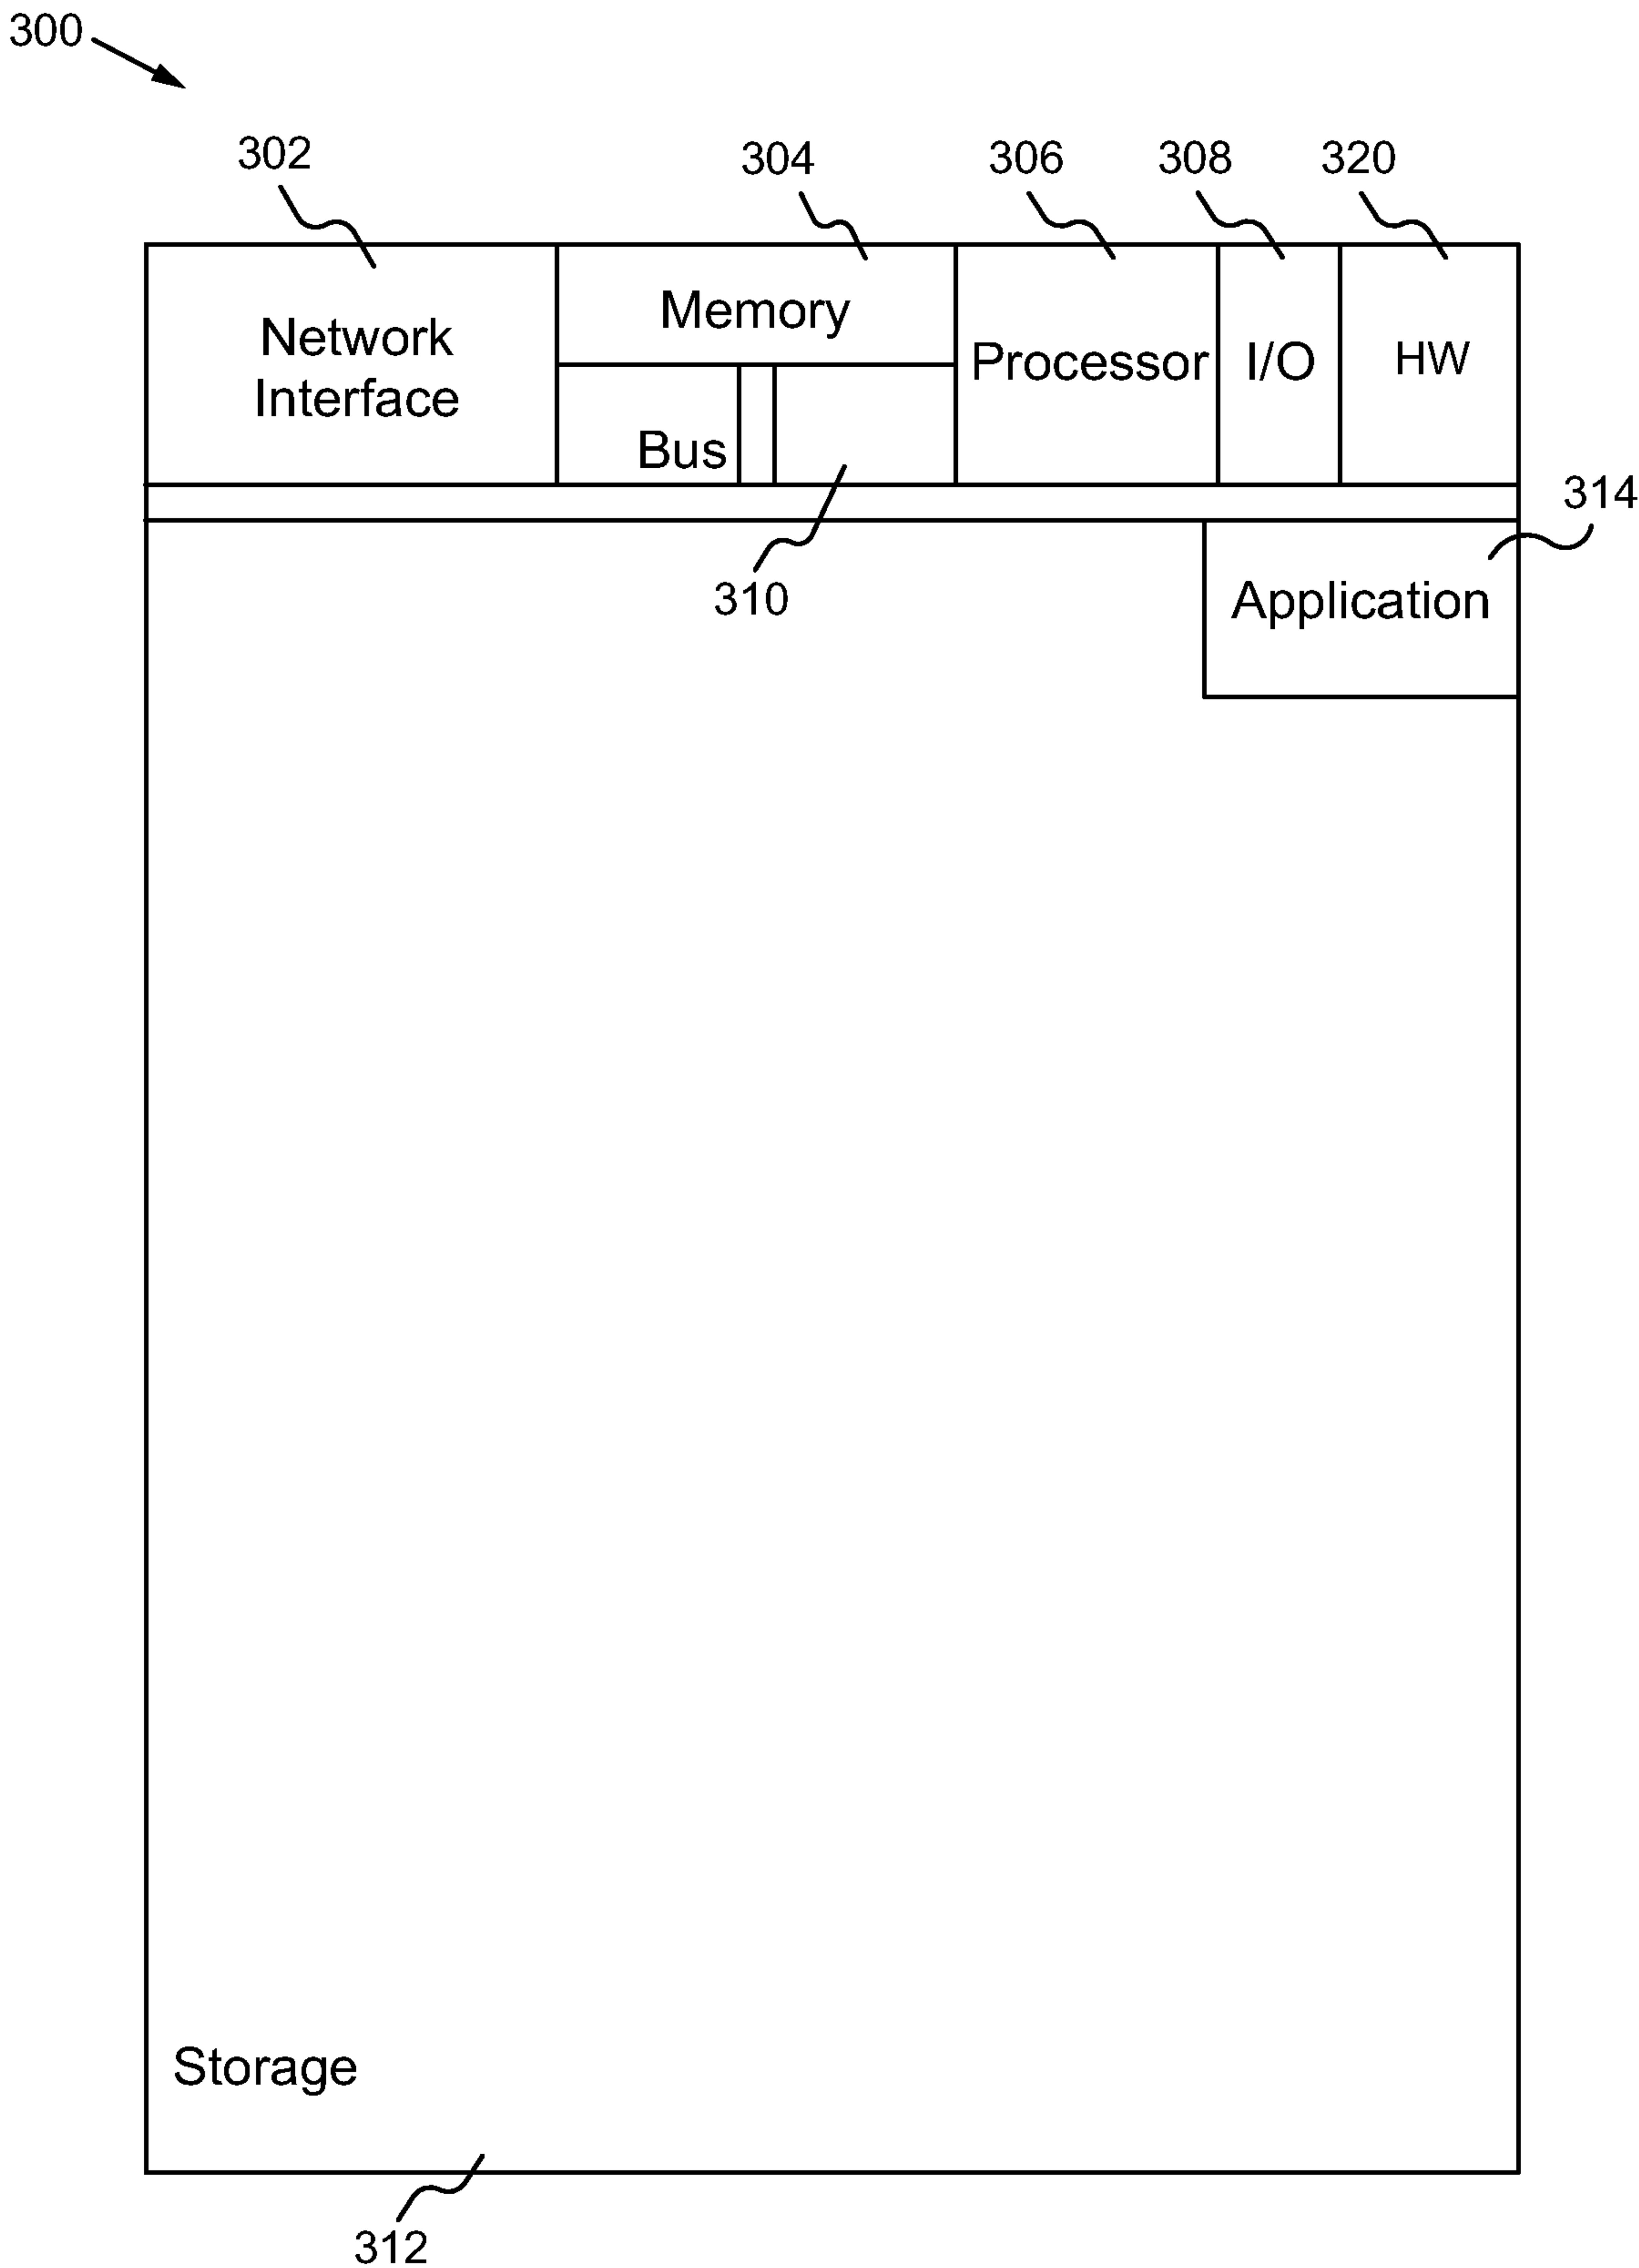 300
302
304
306
308
320
Network
Interface
Memory
Processor
I/O
HW
Bus
314
310
Application
Storage
312